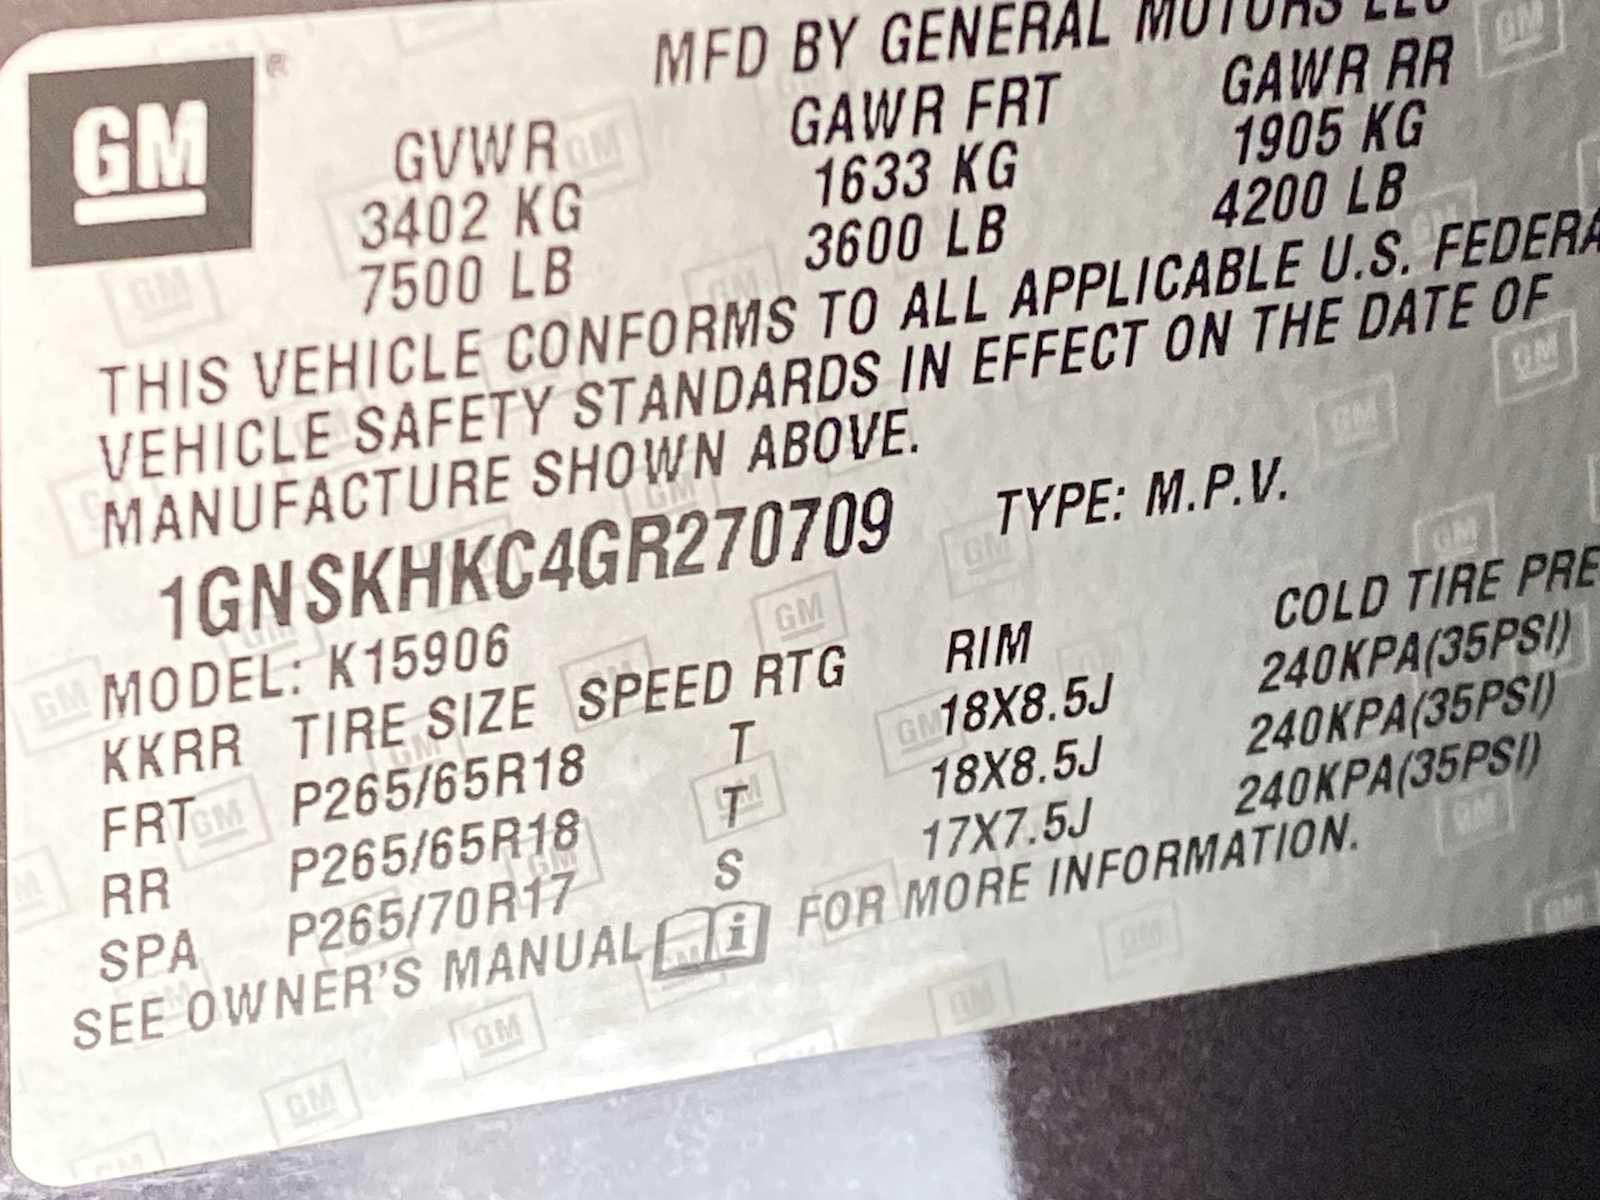 GM
MFD BY GENERAL MOTORS LLC
GVWR GAWR FRT GAWR RR
3402 KG 1633 KG 1905 KG
7500 LB 3600 LB 4200 LB
THIS VEHICLE CONFORMS TO ALL APPLICABLE U.S. FEDERA
VEHICLE SAFETY STANDARDS IN EFFECT ON THE DATE OF
MANUFACTURE SHOWN ABOVE.
1GNSKHKC4GR270709 TYPE: M.P.V.
MODEL: K15906
KKRR TIRE SIZE SPEED RTG RIM COLD TIRE PRE
FRT P265/65R18 T 18X8.5J 240KPA(35PSI)
RR P265/65R18 T 18X8.5J 240KPA(35PSI)
SPA P265/70R17 S 17X7.5J 240KPA(35PSI)
SEE OWNER'S MANUAL i FOR MORE INFORMATION.